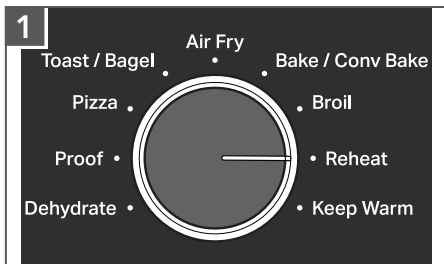 1
Air Fry
Toast / Bagel
Bake / Conv Bake
Pizza
Broil
Proof
Reheat
Dehydrate
Keep Warm